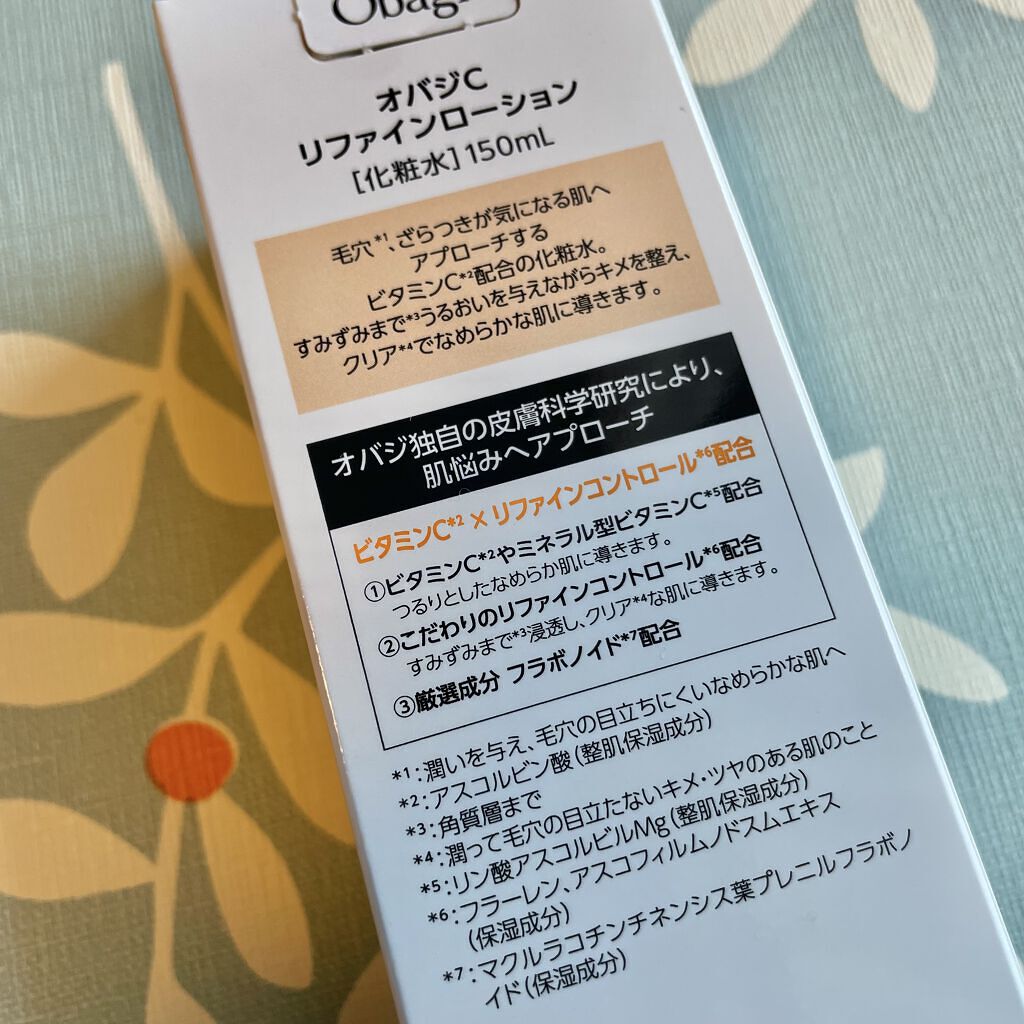 Obagi
オバジC
リファインローション
[化粧水]150mL
毛穴*1、ざらつきが気になる肌へ
アプローチする
ビタミンC*2配合の化粧水。
すみずみまで*3うるおいを与えながらキメを整え、
クリア*4でなめらかな肌に導きます。
オバジ独自の皮膚科学研究により、
肌悩みへアプローチ
ビタミンC*2×リファインコントロール*6配合
①ビタミンC*2やミネラル型ビタミンC*5配合
つるりとしたなめらか肌に導きます。
②こだわりのリファインコントロール*6配合
すみずみまで*3浸透し、クリア*4な肌に導きます。
③厳選成分 フラボノイド*7配合
*1:潤いを与え、毛穴の目立ちにくいなめらかな肌へ
*2:アスコルビン酸(整肌保湿成分)
*3:角質層まで
*4:潤って毛穴の目立たないキメ・ツヤのある肌のこと
*5:リン酸アスコルビルMg(整肌保湿成分)
*6:フラーレン、アスコフィルムノドスムエキス
(保湿成分)
*7:マクルラコチンチネンシス葉プレニルフラボノ
イド(保湿成分)